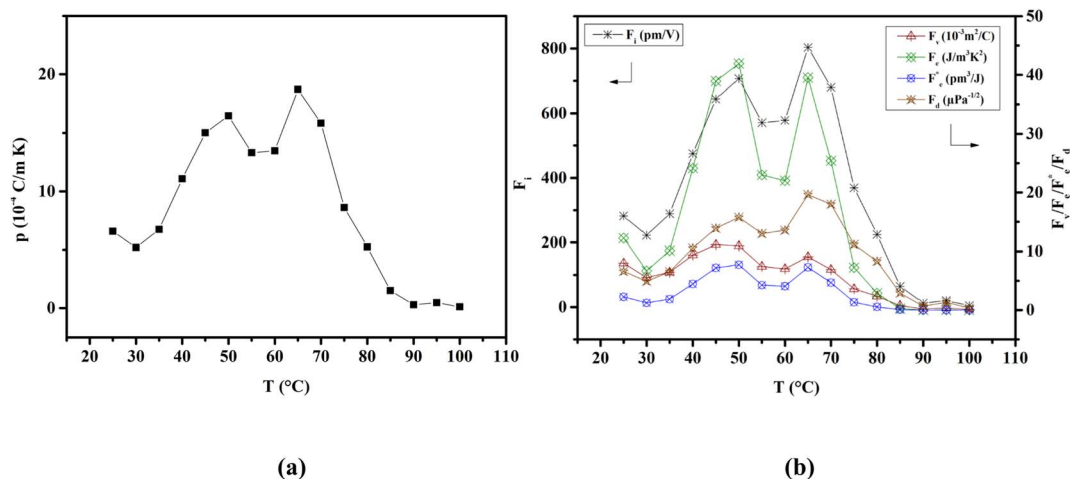 20
10
0
p (10⁻⁴ C/m K)
20 30 40 50 60 70 80 90 100 110
T (°C)
(a)
F_i (pm/V)
F_v (10⁻³m²/C)
F_e (J/m³K²)
F_e^* (pm³/J)
F_d (µPa⁻¹/²)
800
600
400
200
0
F_i
50
40
30
20
10
0
F_v/F_e/F_e^*/F_d
20 30 40 50 60 70 80 90 100 110
T (°C)
(b)